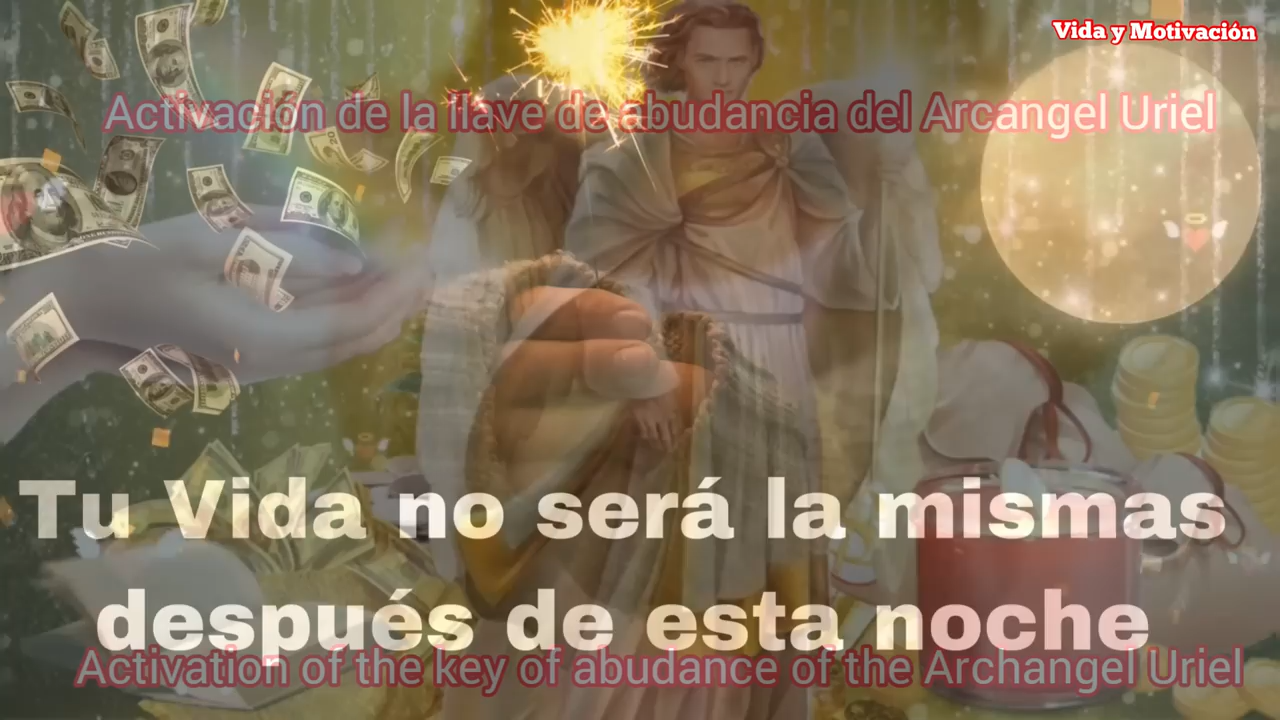 Vida y Motivación
Activación de la llave de abudancia del Arcangel Uriel
Tu Vida no será la mismas
después de esta noche
Activation of the key of abudance of the Archangel Uriel